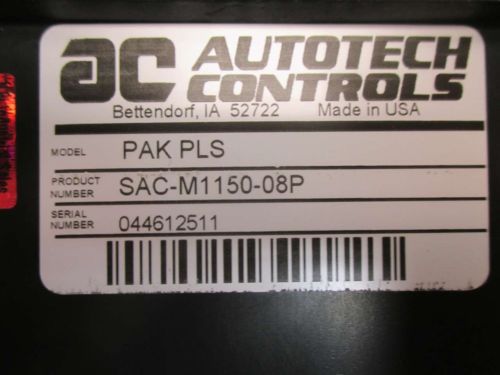 ac AUTOTECH
CONTROLS
Bettendorf, IA 52722 Made in USA
MODEL PAK PLS
PRODUCT
NUMBER SAC-M1150-08P
SERIAL
NUMBER 044612511